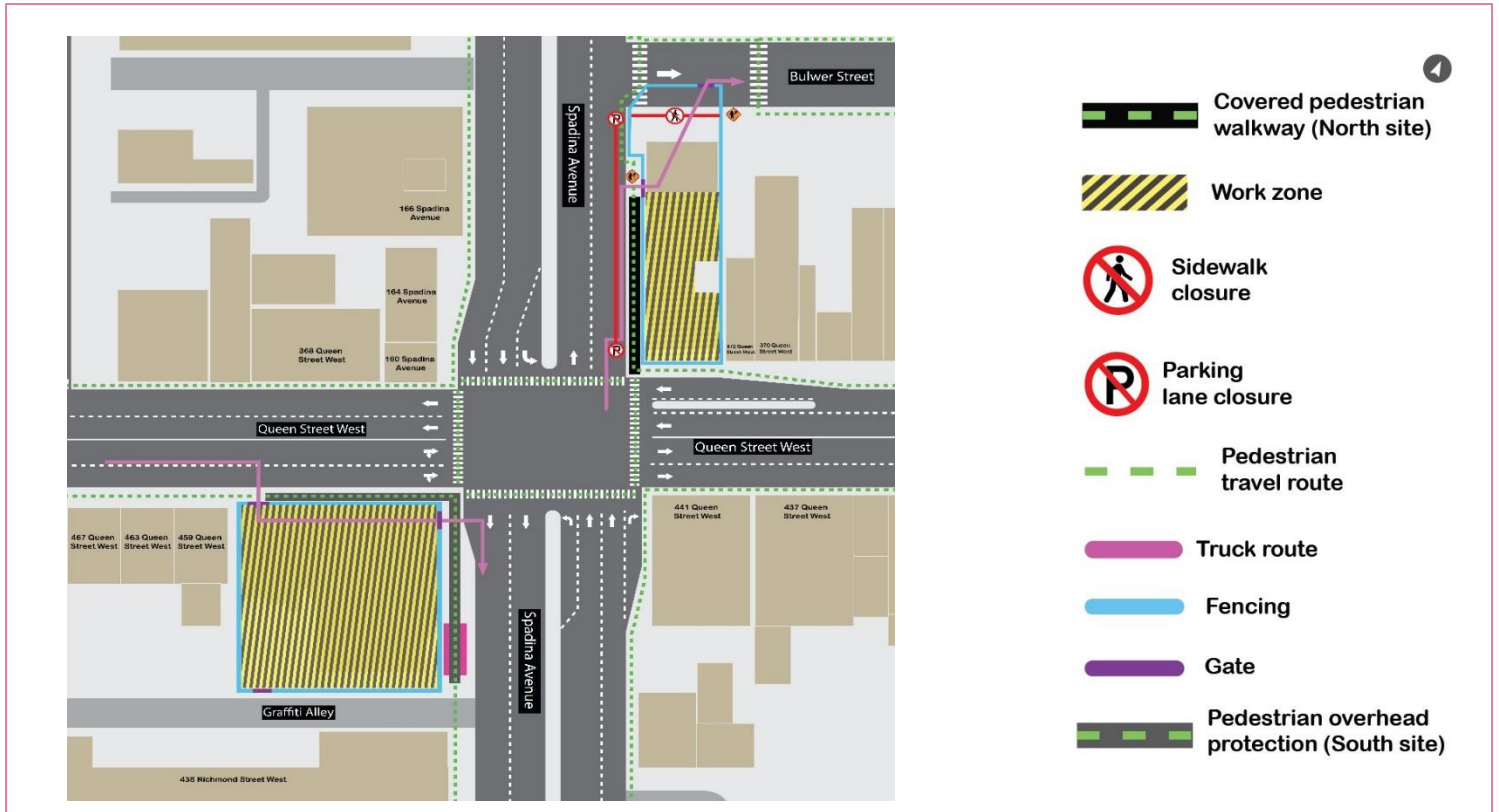 Bulwer Street
Spadina
Avenue
166 Spadina
Avenue
164 Spadina
Avenue
368 Queen
Street West
160 Spadina
Avenue
372 Queen
Street West
370 Queen
Street West
Queen Street West
Queen Street West
467 Queen
Street West
463 Queen
Street West
459 Queen
Street West
441 Queen
Street West
437 Queen
Street West
Spadina
Avenue
Graffiti Alley
438 Richmond Street West
P
P
Covered pedestrian
walkway (North site)
Work zone
Sidewalk
closure
P
Parking
lane closure
Pedestrian
travel route
Truck route
Fencing
Gate
Pedestrian overhead
protection (South site)